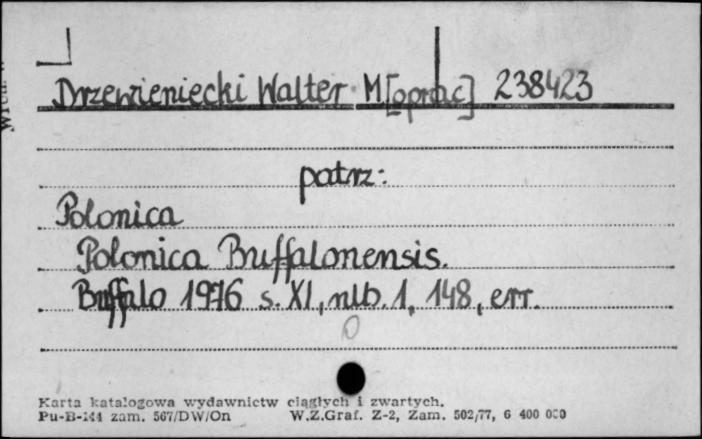 Drzewieniecki Walter M[oprac] 238423
patrz:
Polonica
Polonica Buffalonensis.
Buffalo 1976 s. XI, nlb. 1, 148, err.
Karta katalogowa wydawnictw ciągłych i zwartych.
Pu-B-144 zam. 567/DW/On W.Z.Graf. Z-2, Zam. 502/77, 6 400 000